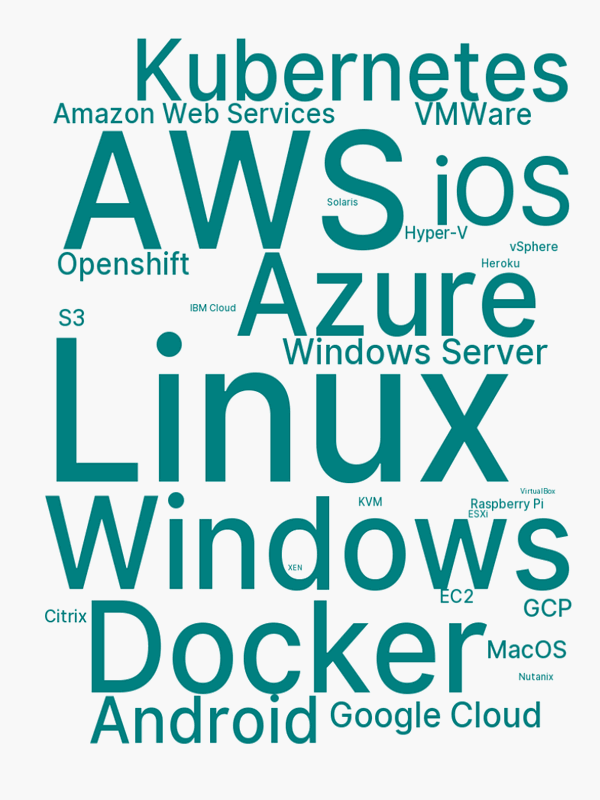 Kubernetes
Amazon Web Services
VMWare
AWS
iOS
Solaris
Hyper-V
vSphere
Openshift
Heroku
Azure
IBM Cloud
S3
Windows Server
Linux
VirtualBox
Windows
KVM
Raspberry Pi
ESXi
XEN
EC2
GCP
Citrix
Docker
MacOS
Nutanix
Android
Google Cloud